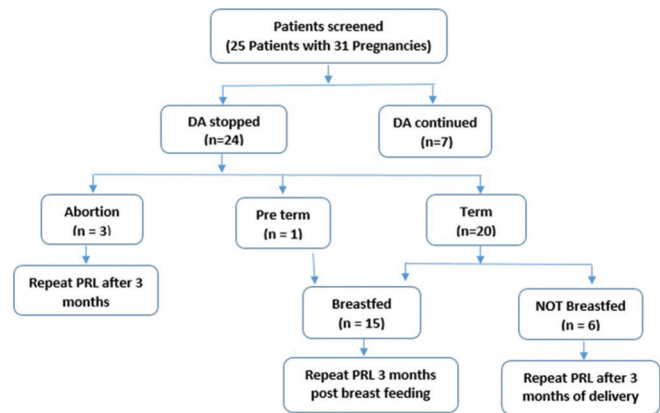 Patients screened
(25 Patients with 31 Pregnancies)
DA stopped
(n=24)
DA continued
(n=7)
Abortion
(n = 3)
Pre term
(n = 1)
Term
(n=20)
Repeat PRL after 3
months
Breastfed
(n = 15)
NOT Breastfed
(n = 6)
Repeat PRL 3 months
post breast feeding
Repeat PRL after 3
months of delivery